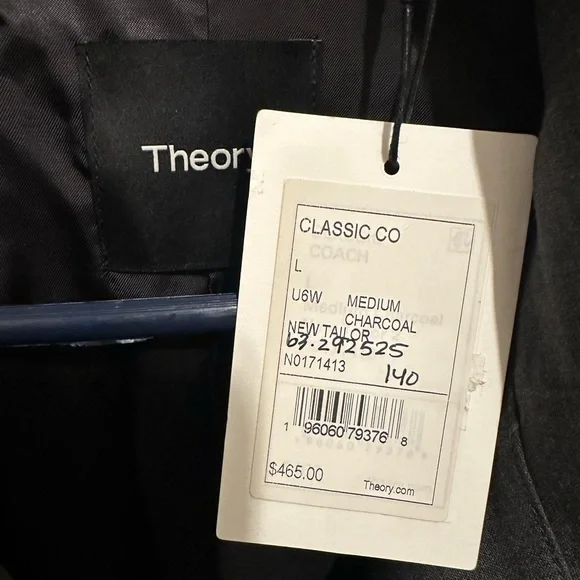 Theory
CLASSIC CO
COACH
L
U6W MEDIUM
CHARCOAL
NEW TAILOR
63.292525
N0171413
140
1 96060 79376 8
$465.00
Theory.com